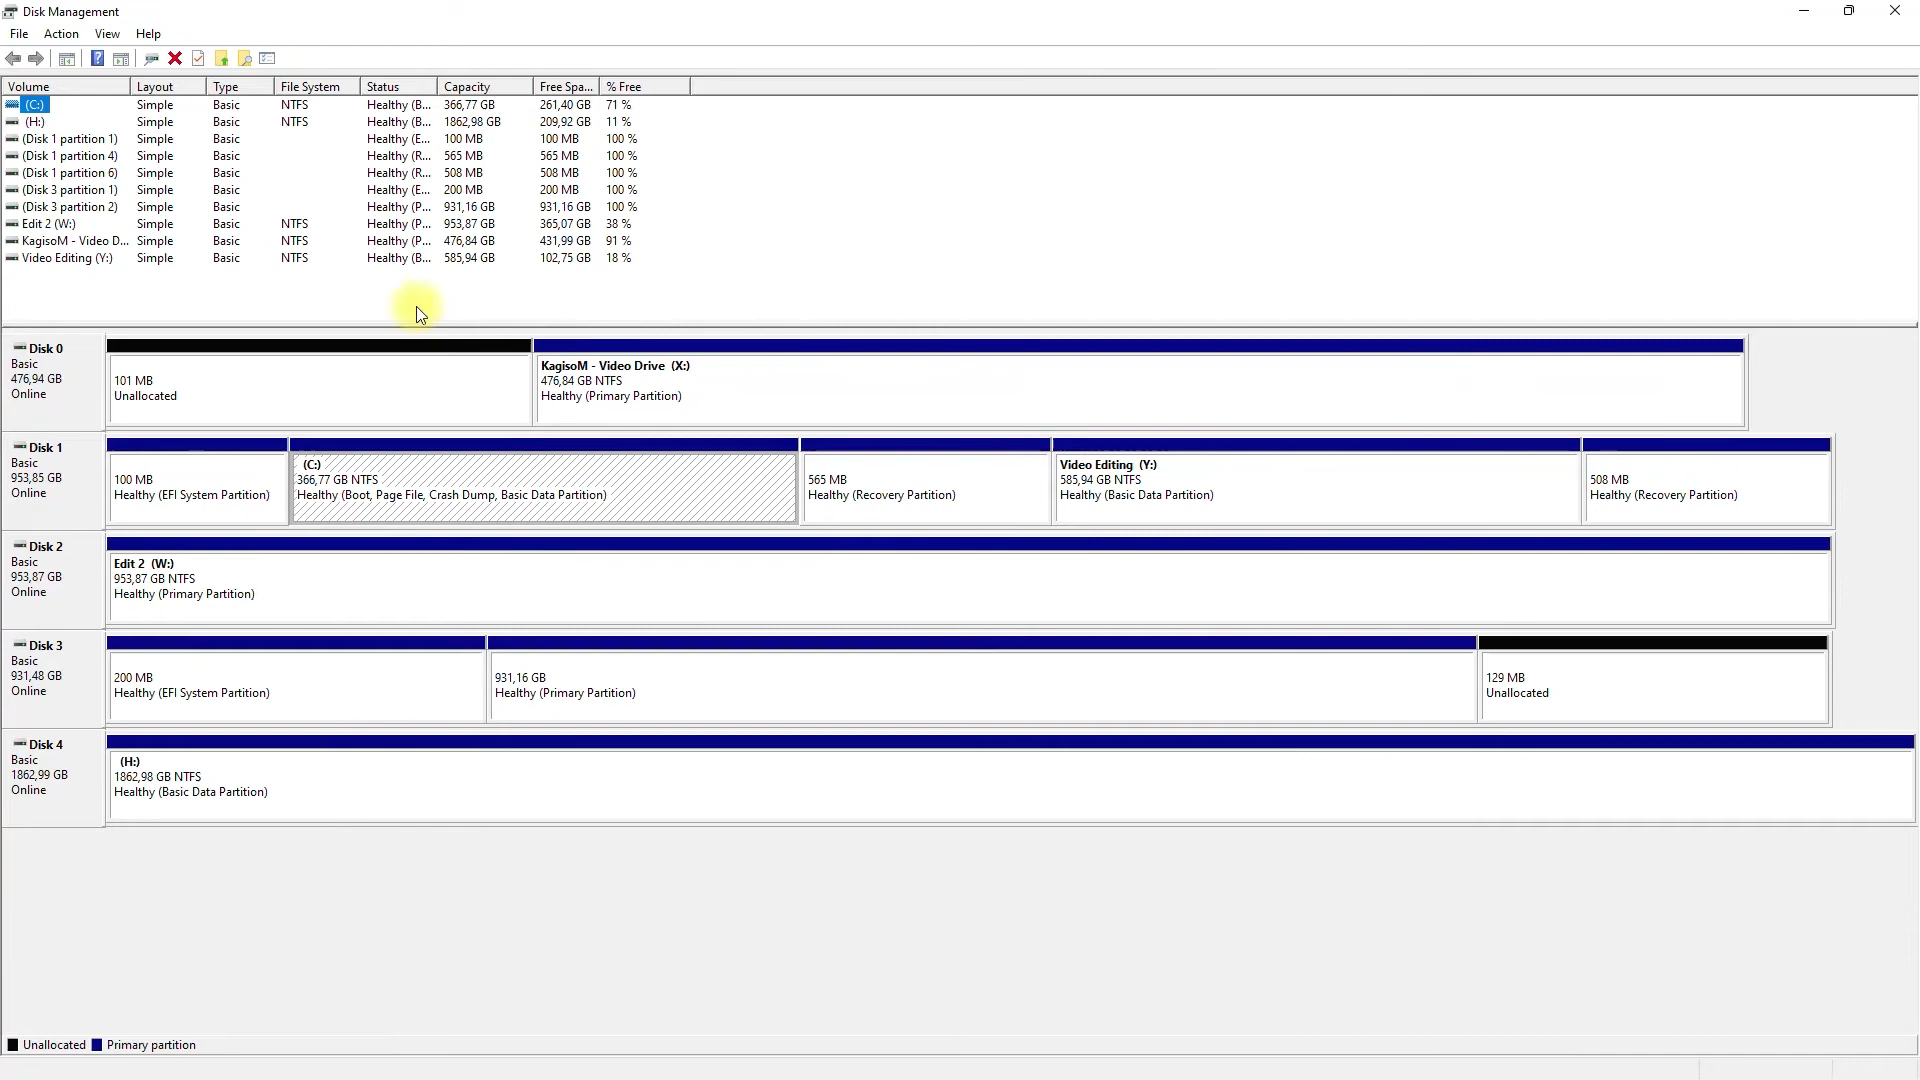 Disk Management
File Action View Help
Volume Layout Type File System Status Capacity Free Spa... % Free
(C:) Simple Basic NTFS Healthy (B... 366,77 GB 261,40 GB 71 %
(H:) Simple Basic NTFS Healthy (B... 1862,98 GB 209,92 GB 11 %
(Disk 1 partition 1) Simple Basic Healthy (E... 100 MB 100 MB 100 %
(Disk 1 partition 4) Simple Basic Healthy (R... 565 MB 565 MB 100 %
(Disk 1 partition 6) Simple Basic Healthy (R... 508 MB 508 MB 100 %
(Disk 3 partition 1) Simple Basic Healthy (E... 200 MB 200 MB 100 %
(Disk 3 partition 2) Simple Basic Healthy (P... 931,16 GB 931,16 GB 100 %
Edit 2 (W:) Simple Basic NTFS Healthy (P... 953,87 GB 365,07 GB 38 %
KagisoM - Video D... Simple Basic NTFS Healthy (P... 476,84 GB 431,99 GB 91 %
Video Editing (Y:) Simple Basic NTFS Healthy (B... 585,94 GB 102,75 GB 18 %
Disk 0
Basic
476,94 GB
Online
101 MB
Unallocated
KagisoM - Video Drive (X:)
476,84 GB NTFS
Healthy (Primary Partition)
Disk 1
Basic
953,85 GB
Online
100 MB
Healthy (EFI System Partition)
(C:)
366,77 GB NTFS
Healthy (Boot, Page File, Crash Dump, Basic Data Partition)
565 MB
Healthy (Recovery Partition)
Video Editing (Y:)
585,94 GB NTFS
Healthy (Basic Data Partition)
508 MB
Healthy (Recovery Partition)
Disk 2
Basic
953,87 GB
Online
Edit 2 (W:)
953,87 GB NTFS
Healthy (Primary Partition)
Disk 3
Basic
931,48 GB
Online
200 MB
Healthy (EFI System Partition)
931,16 GB
Healthy (Primary Partition)
129 MB
Unallocated
Disk 4
Basic
1862,99 GB
Online
(H:)
1862,98 GB NTFS
Healthy (Basic Data Partition)
Unallocated Primary partition